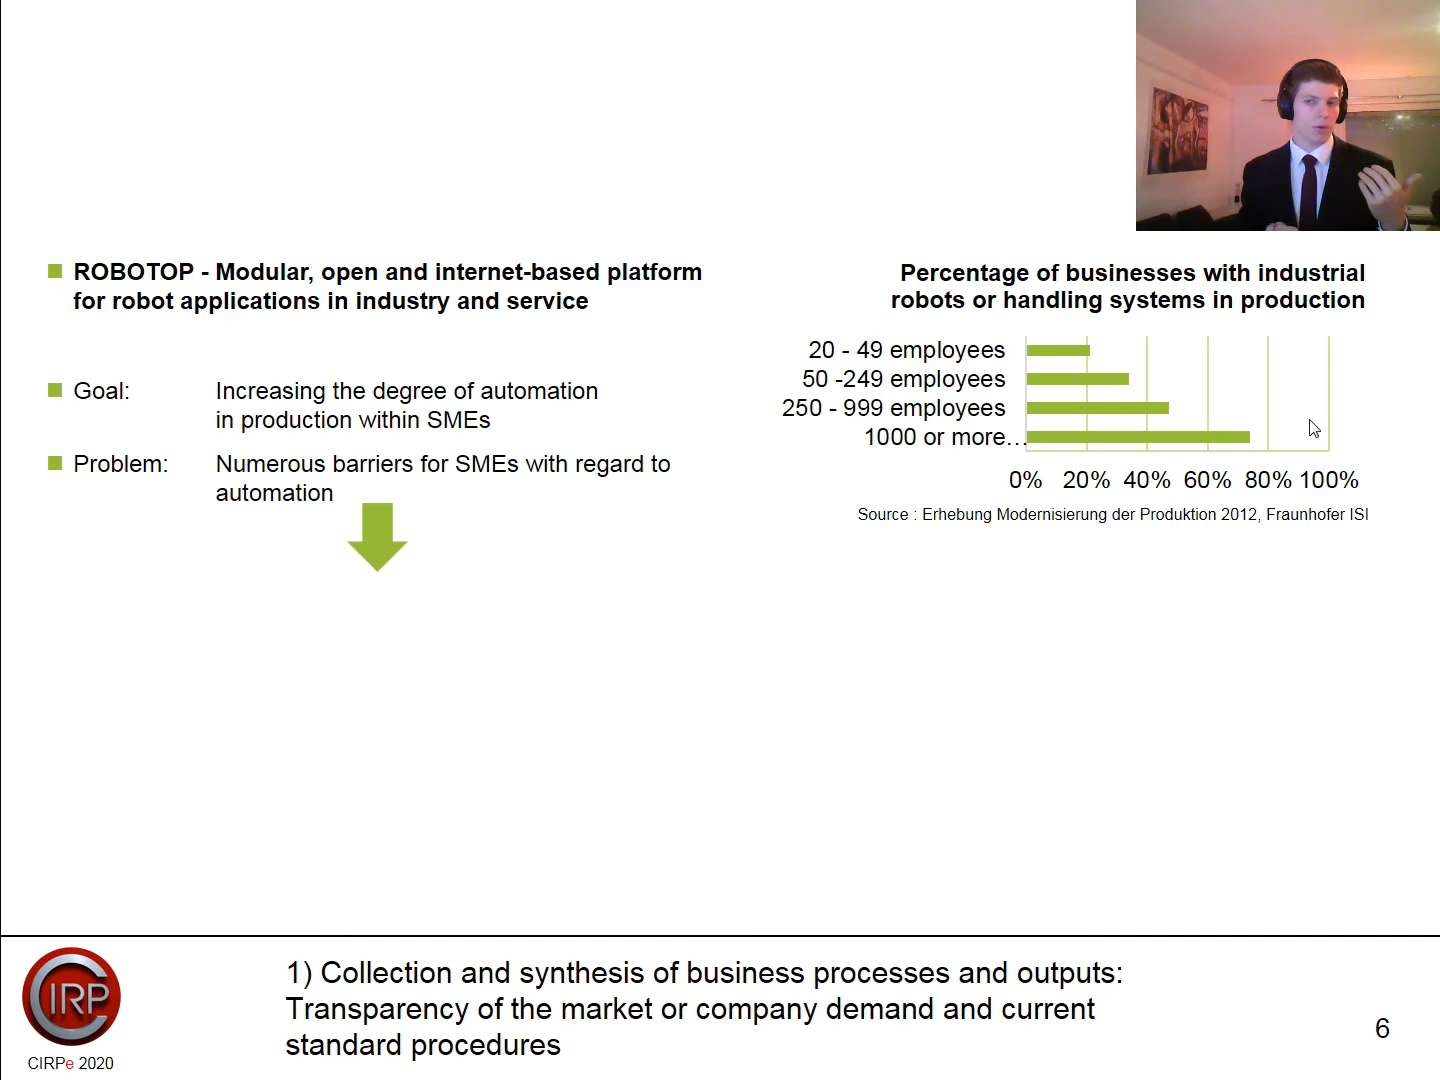 ROBOTOP - Modular, open and internet-based platform
for robot applications in industry and service
Goal: Increasing the degree of automation
in production within SMEs
Problem: Numerous barriers for SMEs with regard to
automation
Percentage of businesses with industrial
robots or handling systems in production
20 - 49 employees
50 -249 employees
250 - 999 employees
1000 or more…
0% 20% 40% 60% 80% 100%
Source : Erhebung Modernisierung der Produktion 2012, Fraunhofer ISI
CIRP
CIRPe 2020
1) Collection and synthesis of business processes and outputs:
Transparency of the market or company demand and current
standard procedures
6